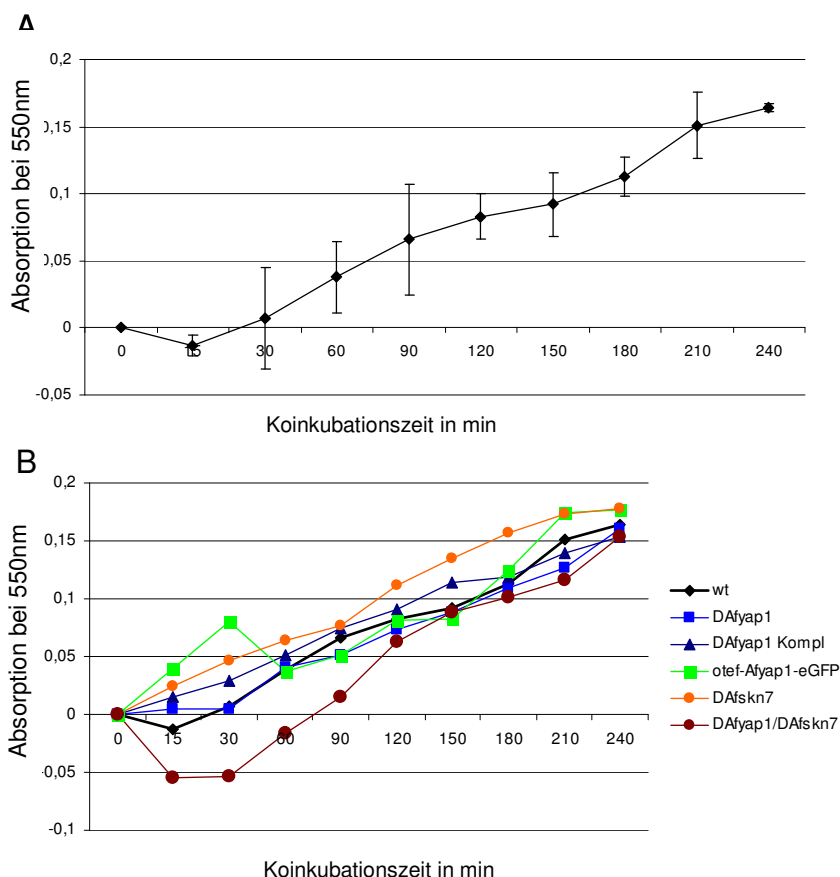 A
Absorption bei 550nm
0,2
0,15
0,1
0,05
0
-0,05
0 15 30 60 90 120 150 180 210 240
Koinkubationszeit in min
B
Absorption bei 550nm
0,2
0,15
0,1
0,05
0
-0,05
-0,1
0 15 30 60 90 120 150 180 210 240
Koinkubationszeit in min
wt
DAfyap1
DAfyap1 Kompl
otef-Afyap1-eGFP
DAfskn7
DAfyap1/DAfskn7